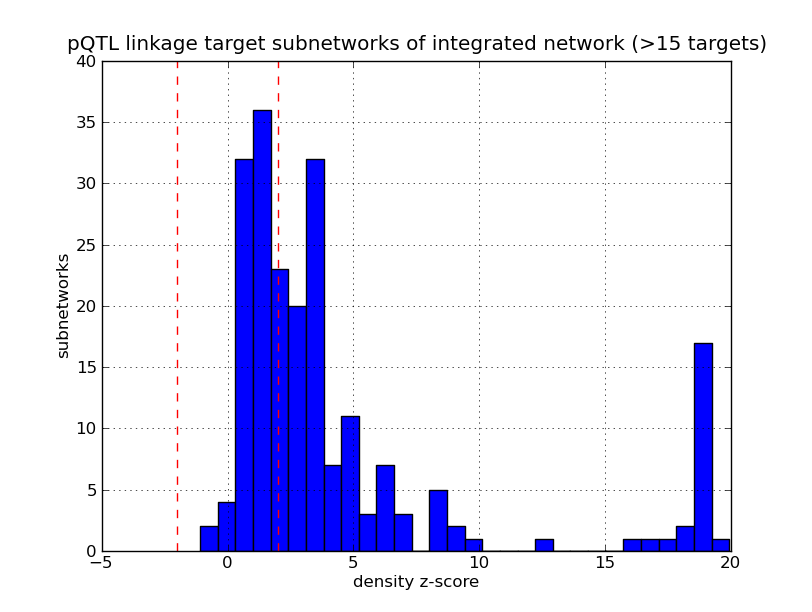 pQTL linkage target subnetworks of integrated network (>15 targets)
40
35
30
25
20
15
10
5
0
subnetworks
−5 0 5 10 15 20
density z-score